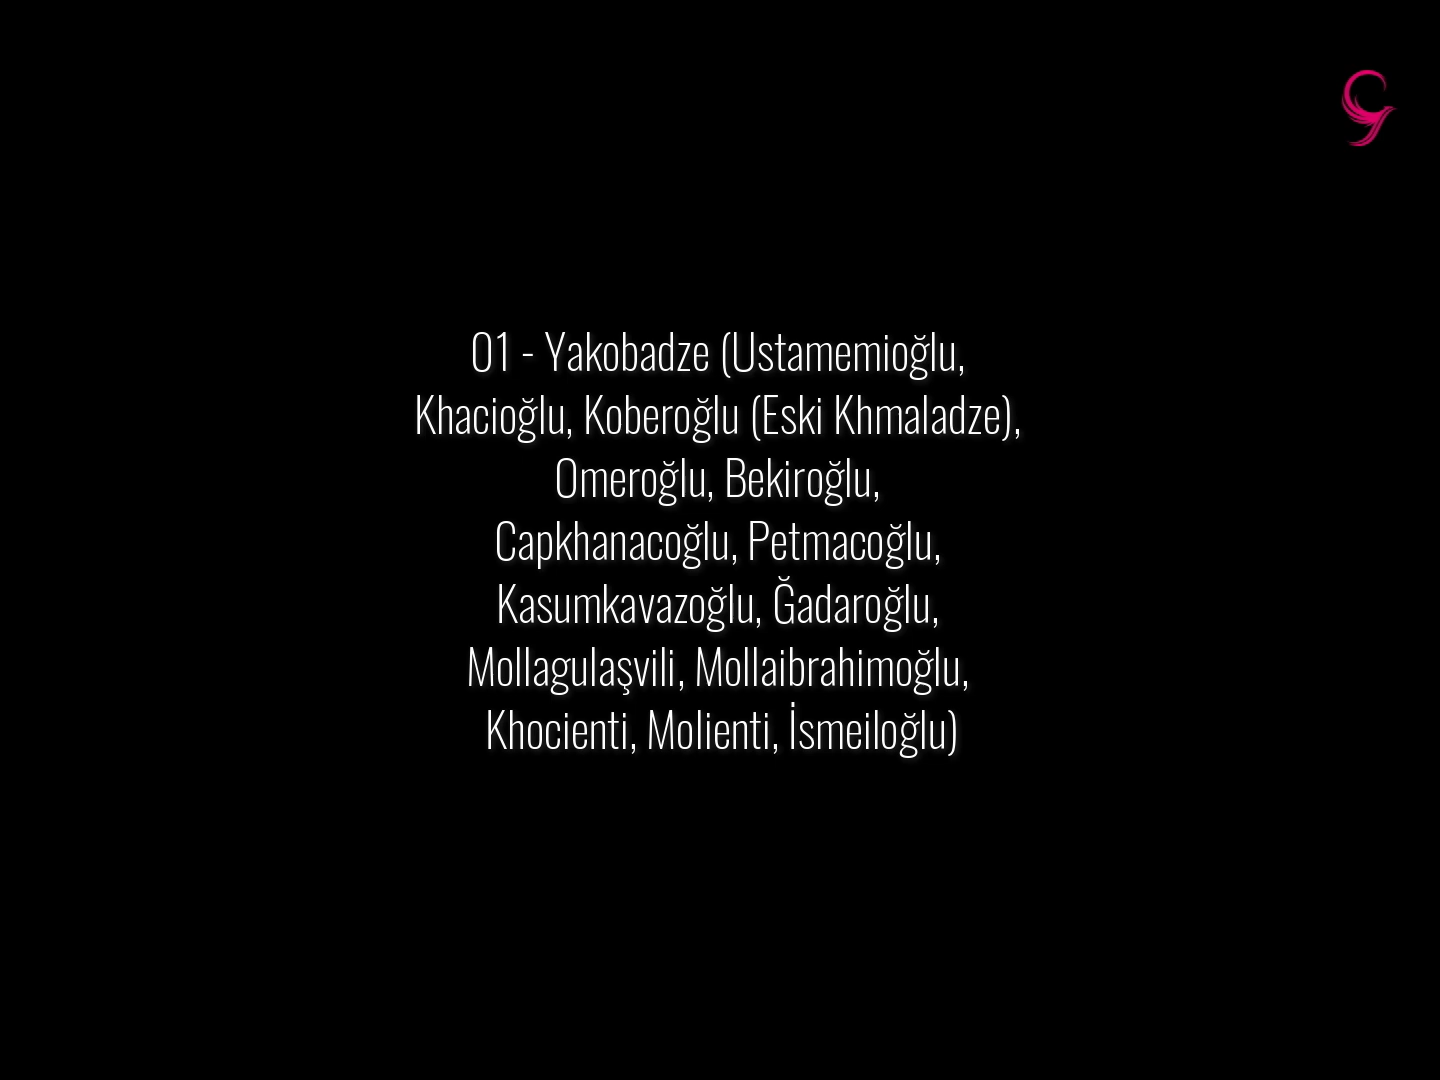 01 - Yakobadze (Ustamemioğlu,
Khacioğlu, Koberoğlu (Eski Khmaladze),
Omeroğlu, Bekiroğlu,
Capkhanacoğlu, Petmacoğlu,
Kasumkavazoğlu, Ğadaroğlu,
Mollagulaşvili, Mollaibrahimoğlu,
Khocienti, Molienti, İsmeiloğlu)